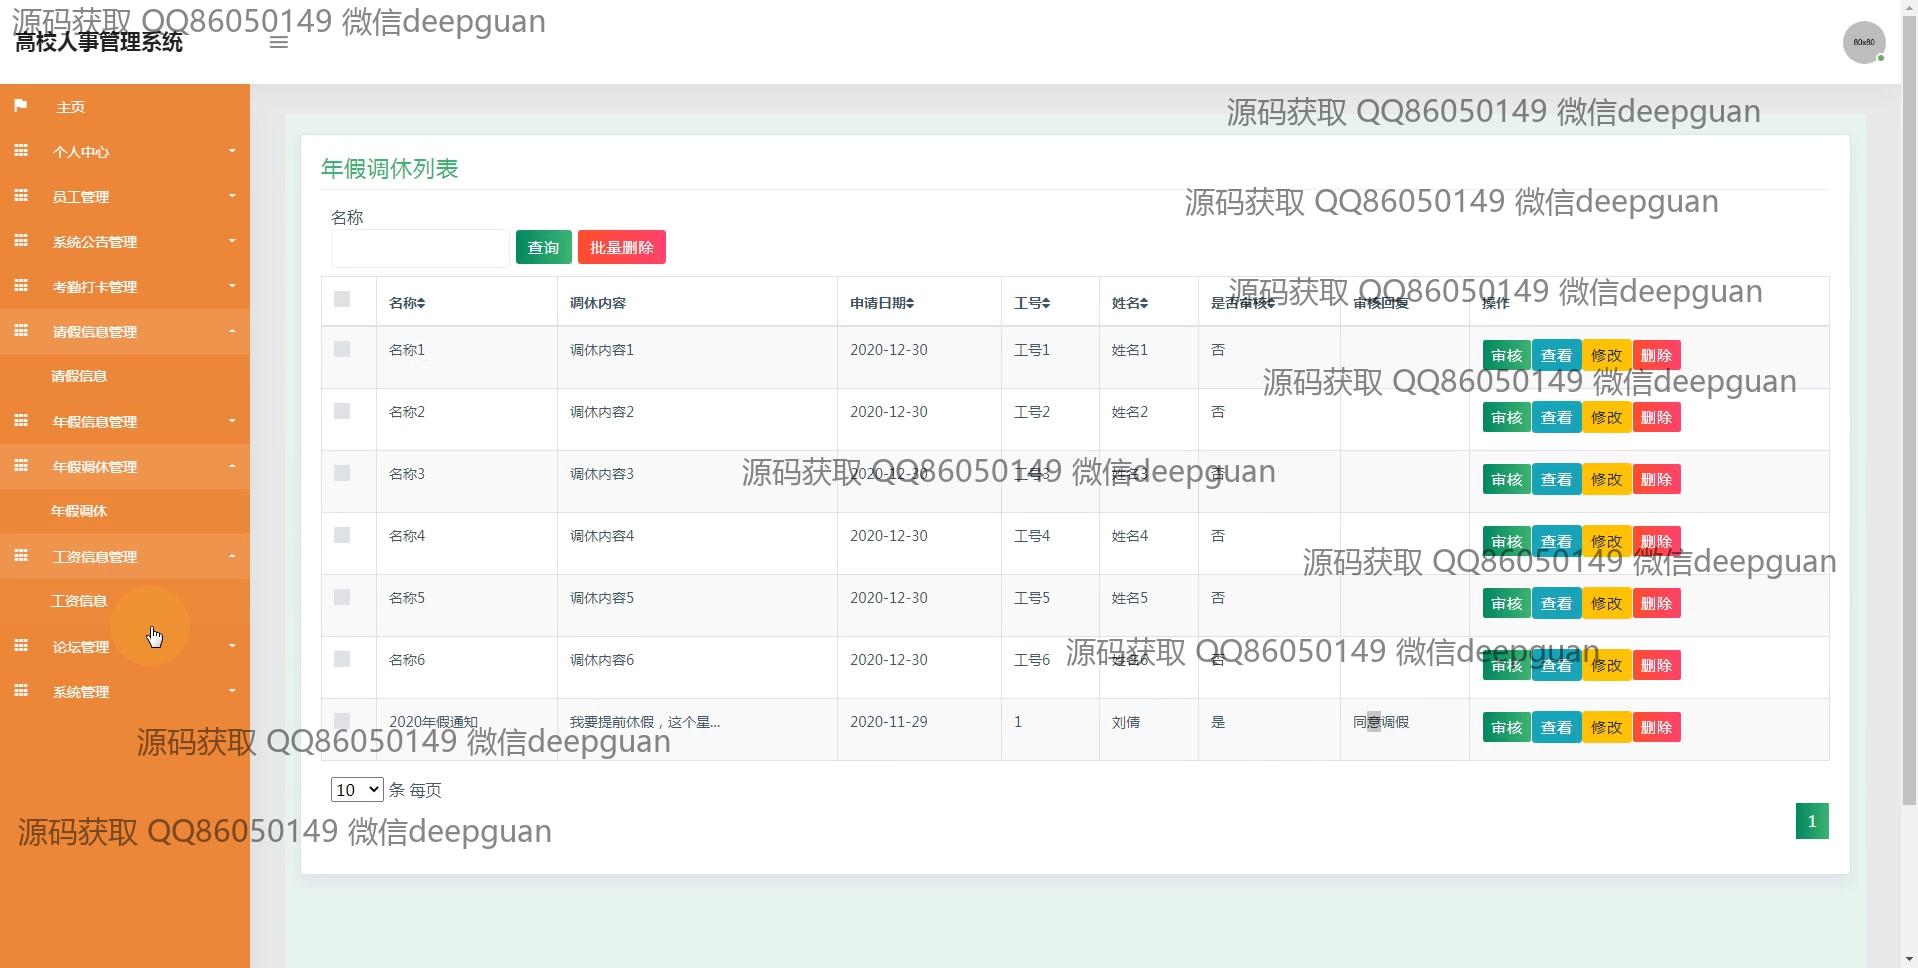 源码获取 QQ86050149 微信deepguan
高校人事管理系统
60x60
主页
个人中心
员工管理
系统公告管理
考勤打卡管理
请假信息管理
请假信息
年假信息管理
年假调休管理
年假调休
工资信息管理
工资信息
论坛管理
系统管理
源码获取 QQ86050149 微信deepguan
年假调休列表
源码获取 QQ86050149 微信deepguan
名称
查询 批量删除
源码获取 QQ86050149 微信deepguan
名称 调休内容 申请日期 工号 姓名 是否审核 审核回复 操作
名称1 调休内容1 2020-12-30 工号1 姓名1 否 审核 查看 修改 删除
源码获取 QQ86050149 微信deepguan
名称2 调休内容2 2020-12-30 工号2 姓名2 否 审核 查看 修改 删除
名称3 调休内容3 2020-12-30 工号3 姓名3 否 审核 查看 修改 删除
源码获取 QQ86050149 微信deepguan
名称4 调休内容4 2020-12-30 工号4 姓名4 否 审核 查看 修改 删除
源码获取 QQ86050149 微信deepguan
名称5 调休内容5 2020-12-30 工号5 姓名5 否 审核 查看 修改 删除
名称6 调休内容6 2020-12-30 工号6 姓名6 否 审核 查看 修改 删除
源码获取 QQ86050149 微信deepguan
2020年假通知 我要提前休假，这个星... 2020-11-29 1 刘倩 是 同意调假 审核 查看 修改 删除
源码获取 QQ86050149 微信deepguan
10 条 每页
1
源码获取 QQ86050149 微信deepguan